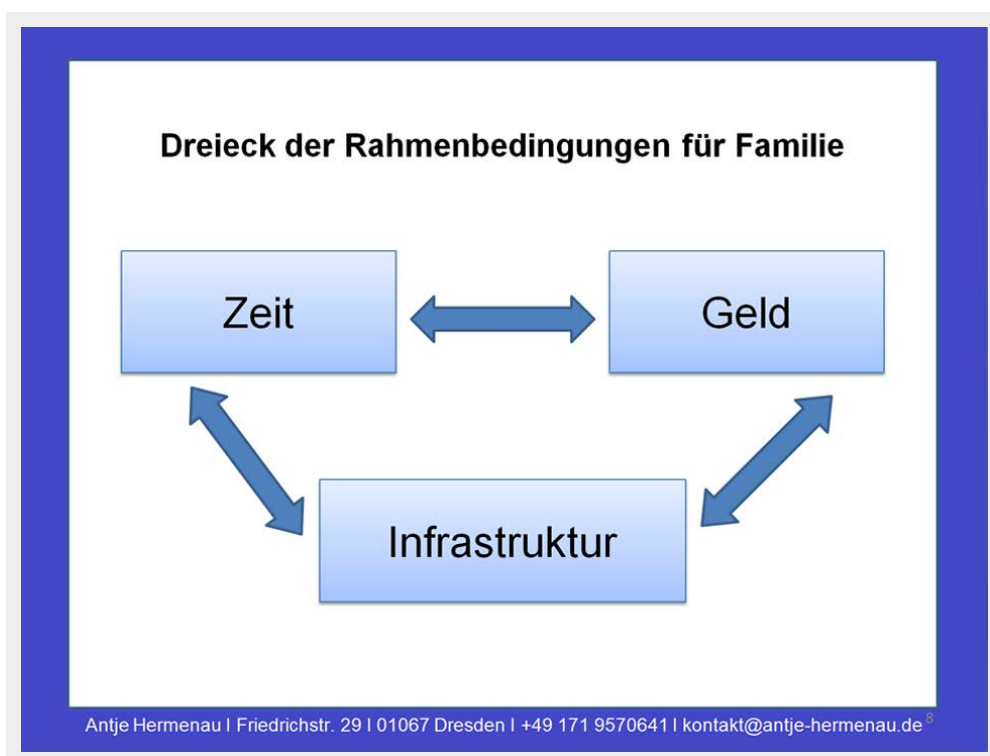 Dreieck der Rahmenbedingungen für Familie
Zeit
Geld
Infrastruktur
Antje Hermenau I Friedrichstr. 29 I 01067 Dresden I +49 171 9570641 I kontakt@antje-hermenau.de
8